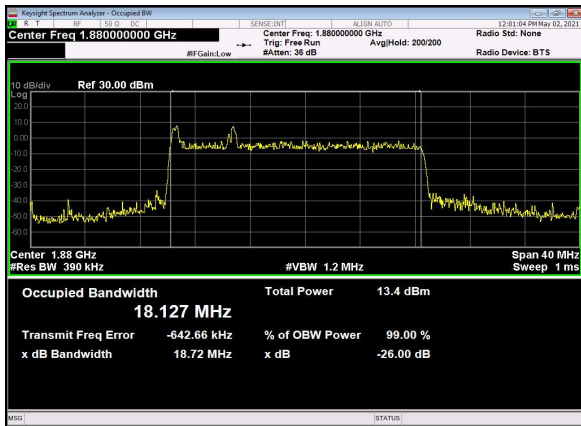 Keysight Spectrum Analyzer - Occupied BW
R T RF 50 Ω DC SENSE:INT ALIGN AUTO 12:01:04 PM May 02, 2021
Center Freq 1.880000000 GHz Center Freq: 1.880000000 GHz Radio Std: None
Trig: Free Run Avg|Hold: 200/200
#IFGain:Low #Atten: 36 dB Radio Device: BTS
10 dB/div Ref 30.00 dBm
Log
20.0
10.0
0.00
-10.0
-20.0
-30.0
-40.0
-50.0
-60.0
Center 1.88 GHz Span 40 MHz
#Res BW 390 kHz #VBW 1.2 MHz Sweep 1 ms
Occupied Bandwidth Total Power 13.4 dBm
18.127 MHz
Transmit Freq Error -642.66 kHz % of OBW Power 99.00 %
x dB Bandwidth 18.72 MHz x dB -26.00 dB
MSG STATUS